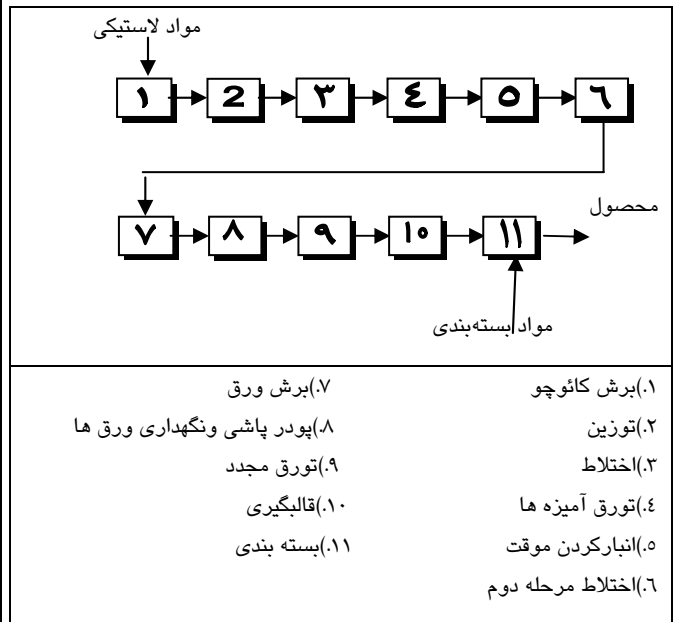 مواد لاستیکی
۱ 2 ۳ ٤ ٥ ٦
محصول
۷ ۸ ۹ ۱۰ ۱۱
مواد بسته‌بندی
۱.)برش کائوچو ۷.)برش ورق
۲.)توزین ۸.)پودر پاشی ونگهداری ورق ها
۳.)اختلاط ۹.)تورق مجدد
٤.)تورق آمیزه ها ۱۰.)قالبگیری
٥.)انبارکردن موقت ۱۱.)بسته بندی
٦.)اختلاط مرحله دوم